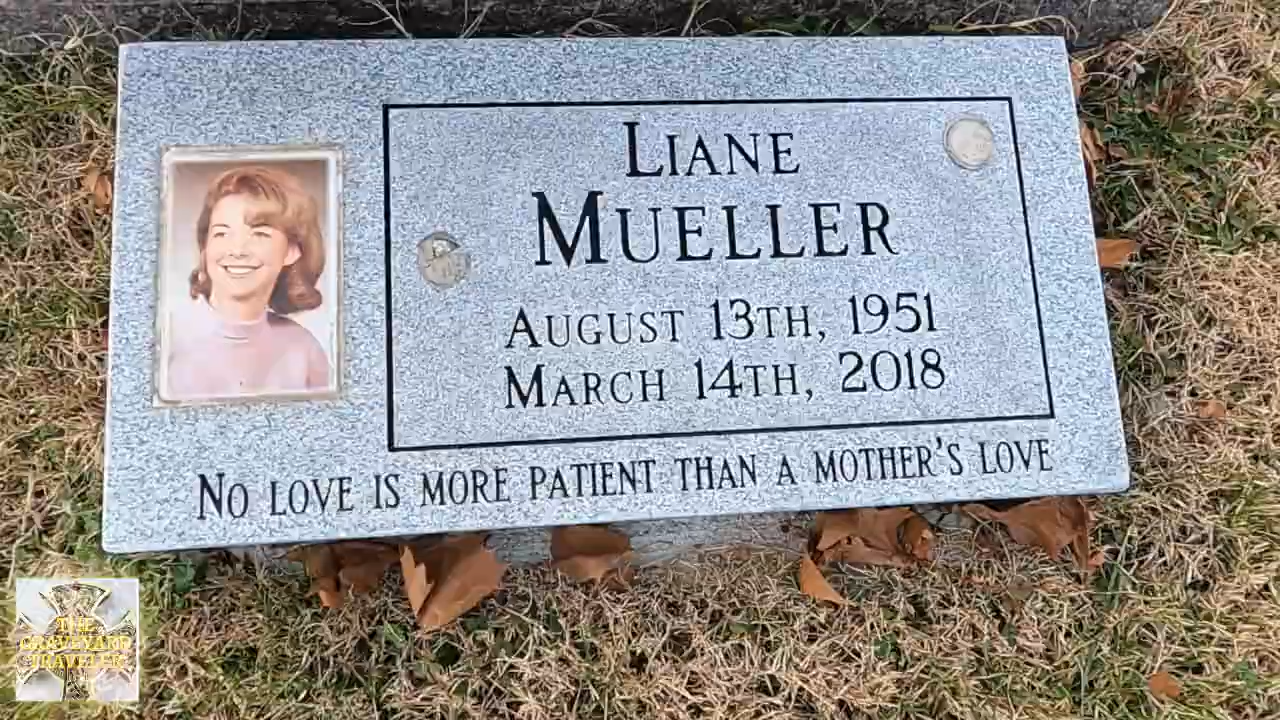 LIANE
MUELLER
AUGUST 13TH, 1951
MARCH 14TH, 2018
NO LOVE IS MORE PATIENT THAN A MOTHER'S LOVE
THE
GRAVEYARD
TRAVELER